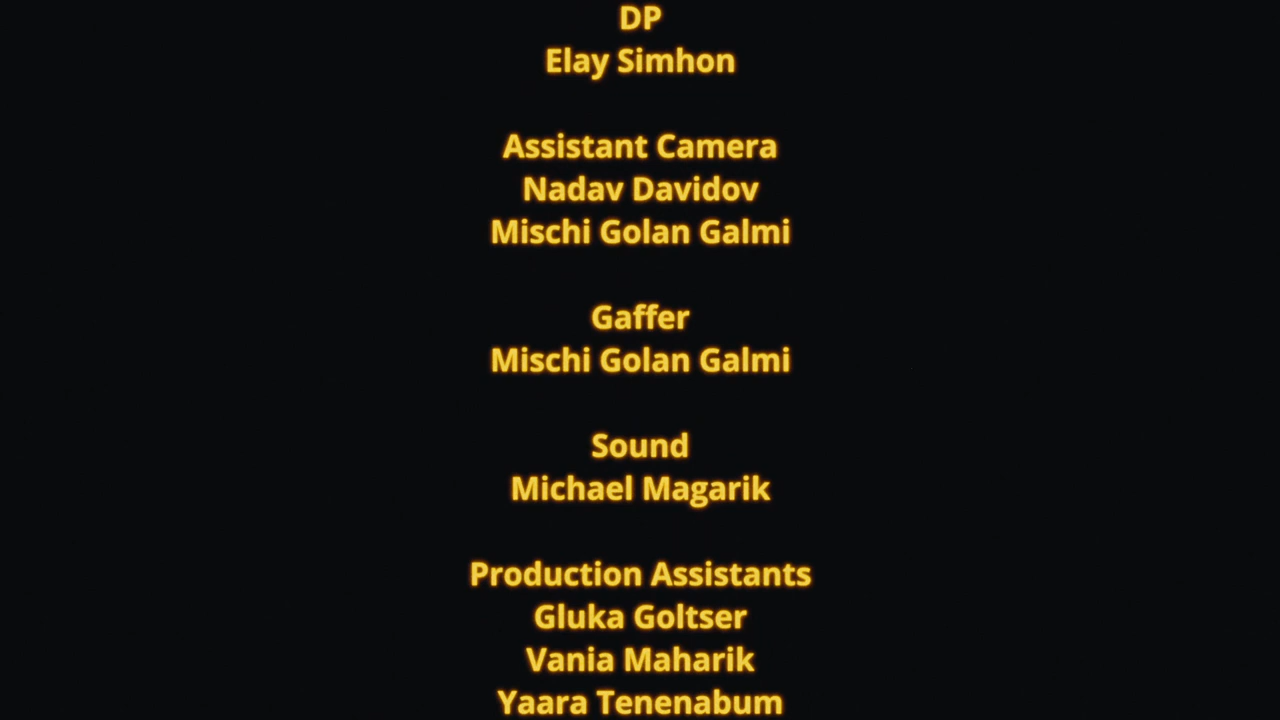 DP
Elay Simhon
Assistant Camera
Nadav Davidov
Mischi Golan Galmi
Gaffer
Mischi Golan Galmi
Sound
Michael Magarik
Production Assistants
Gluka Goltser
Vania Maharik
Yaara Tenenabum